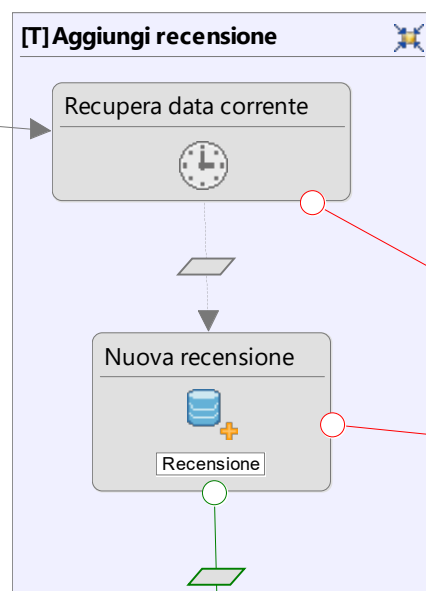 [T]Aggiungi recensione
Recupera data corrente
Nuova recensione
Recensione